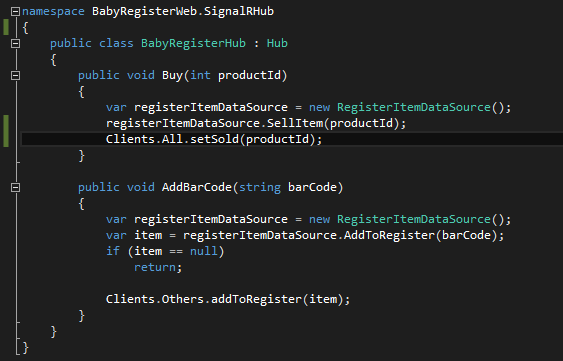 namespace BabyRegisterWeb.SignalRHub
{
    public class BabyRegisterHub : Hub
    {
        public void Buy(int productId)
        {
            var registerItemDataSource = new RegisterItemDataSource();
            registerItemDataSource.SellItem(productId);
            Clients.All.setSold(productId);
        }

        public void AddBarCode(string barCode)
        {
            var registerItemDataSource = new RegisterItemDataSource();
            var item = registerItemDataSource.AddToRegister(barCode);
            if (item == null)
                return;

            Clients.Others.addToRegister(item);
        }
    }
}